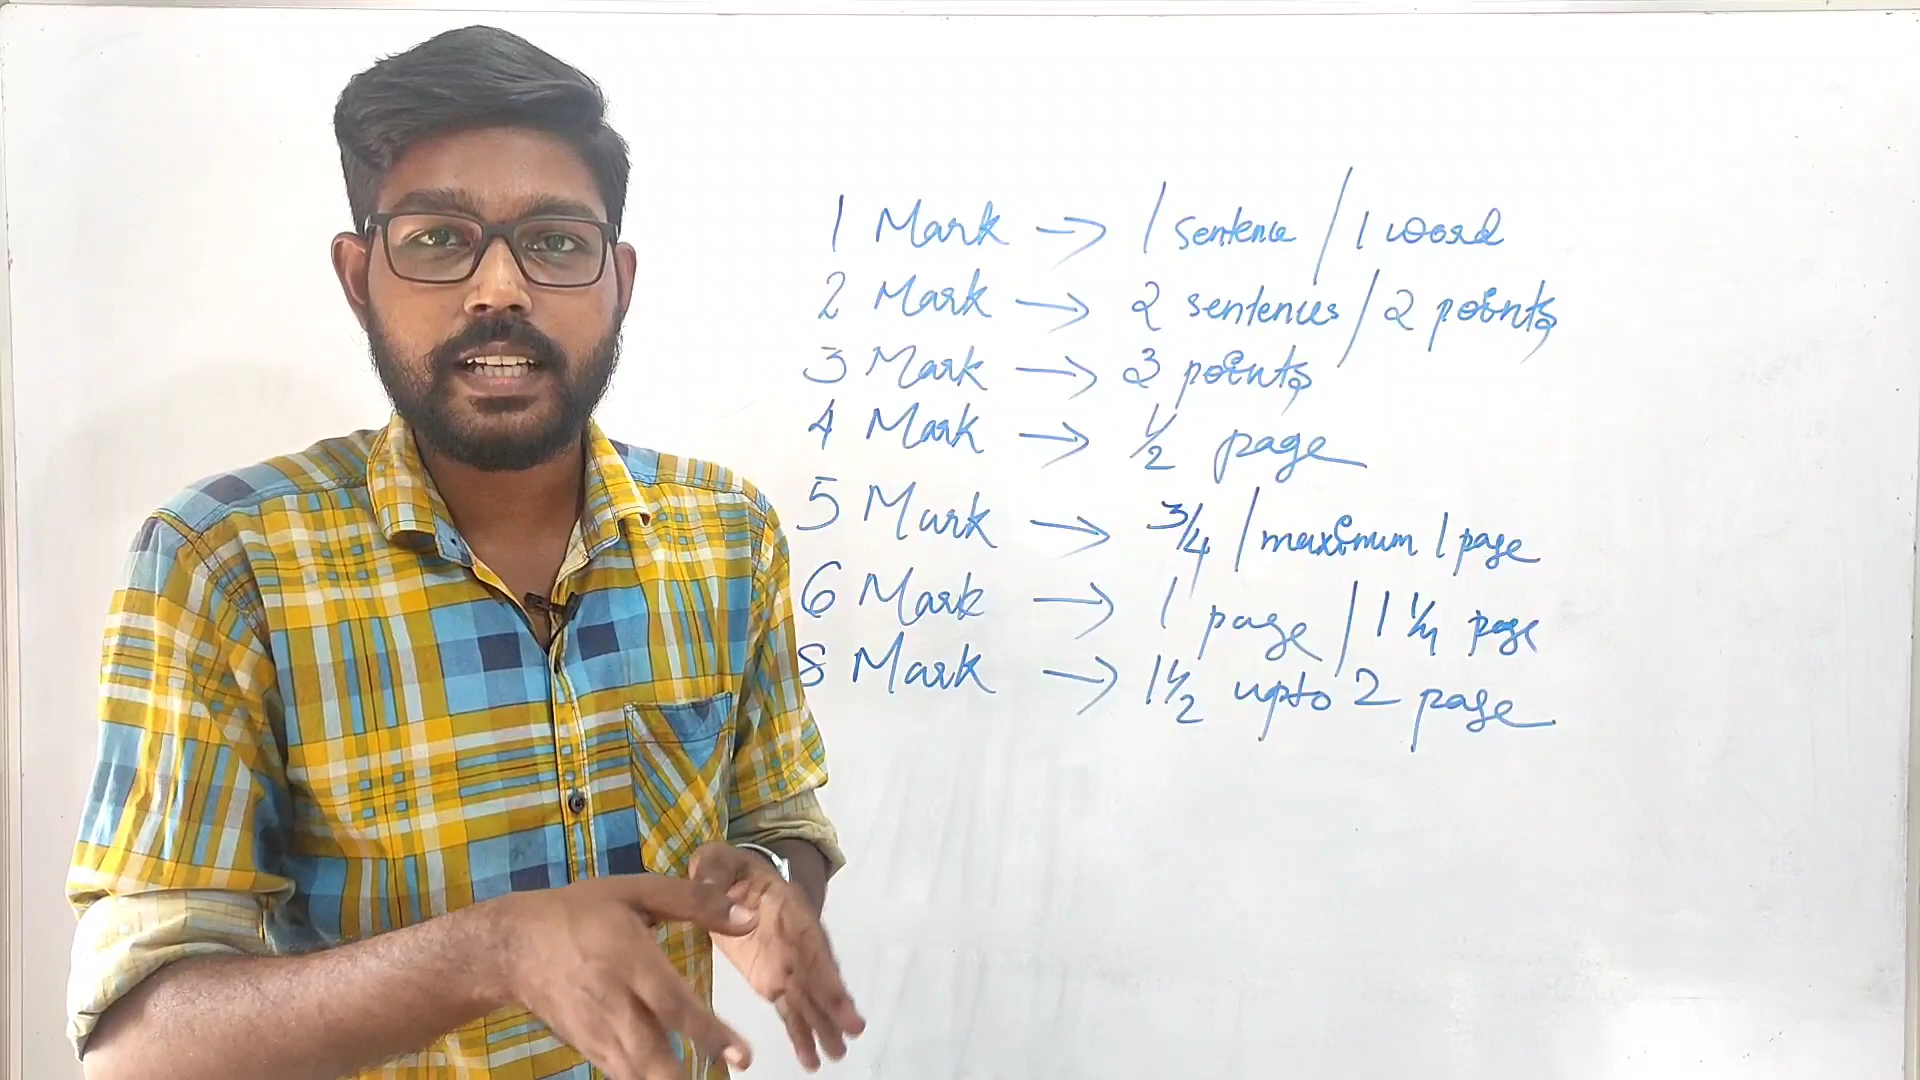 1 Mark → 1 sentence / 1 word
2 Mark → 2 sentences / 2 points
3 Mark → 3 points
4 Mark → 1/2 page
5 Mark → 3/4 / maximum 1 page
6 Mark → 1 page / 1 1/4 page
8 Mark → 1 1/2 upto 2 page